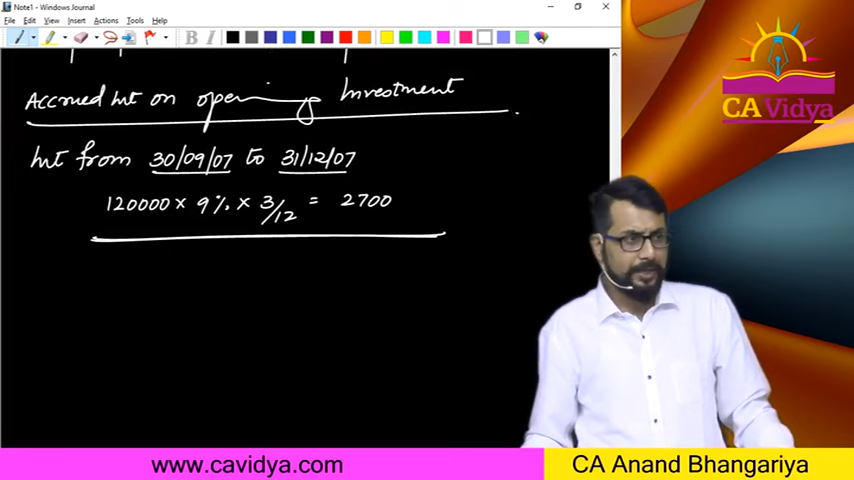 Note1 - Windows Journal
File Edit View Insert Actions Tools Help
B I
Accrued Int on opening Investment
Int from 30/09/07 to 31/12/07
120000 x 9% x 3/12 = 2700
CA Vidya
www.cavidya.com
CA Anand Bhangariya